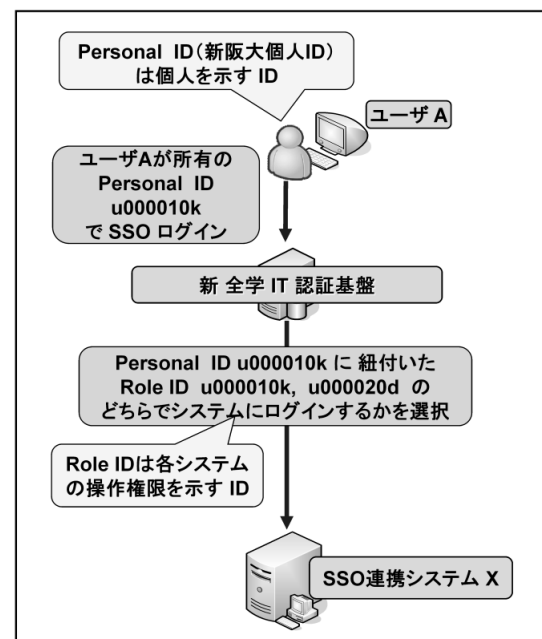 Personal ID(新阪大個人ID)
は個人を示す ID
ユーザ A
ユーザAが所有の
Personal ID
u000010k
で SSO ログイン
新 全学 IT 認証基盤
Personal ID u000010k に 紐付いた
Role ID u000010k, u000020d の
どちらでシステムにログインするかを選択
Role IDは各システム
の操作権限を示す ID
SSO連携システム X